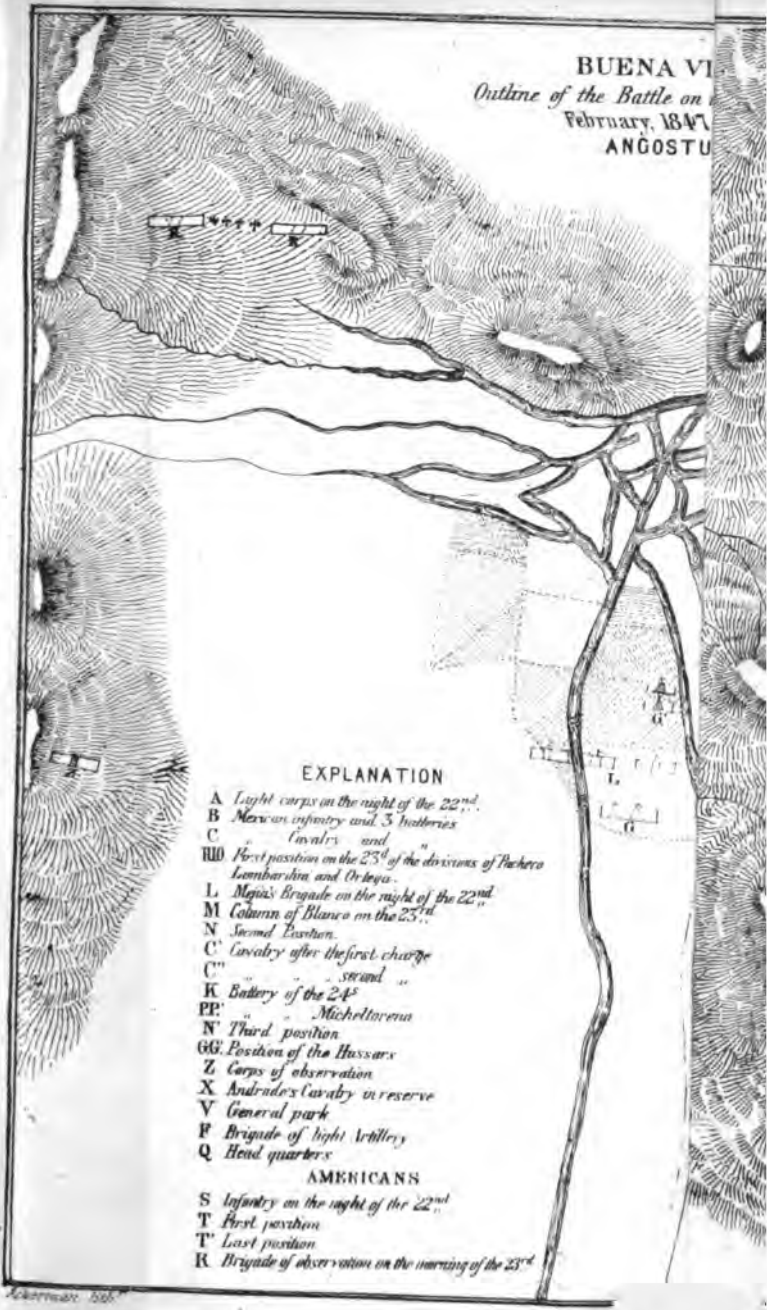 BUENA VI
Outline of the Battle on
February, 1847
ANGOSTU
R
R
G'
L
G
Z
EXPLANATION
A Light corps on the night of the 22nd.
B Mexican infantry and 3 batteries
C „ Cavalry and „
First position on the 23d of the divisions of Pacheco
Lombardini and Ortega.
L Mejia's Brigade on the night of the 22nd
M Column of Blanco on the 23rd
N Second Position
C' Cavalry after the first charge
C" „ „ „ second „
K Battery of the 24s
P.P.' „ „ Micheltorena
N' Third position
GG'. Position of the Hussars
Z Corps of observation
X Andrade's Cavalry in reserve
V General park
F Brigade of light Artillery
Q Head quarters
AMERICANS
S Infantry on the night of the 22nd
T First position
T' Last position
R Brigade of observation on the morning of the 23rd
Ackerman lith.